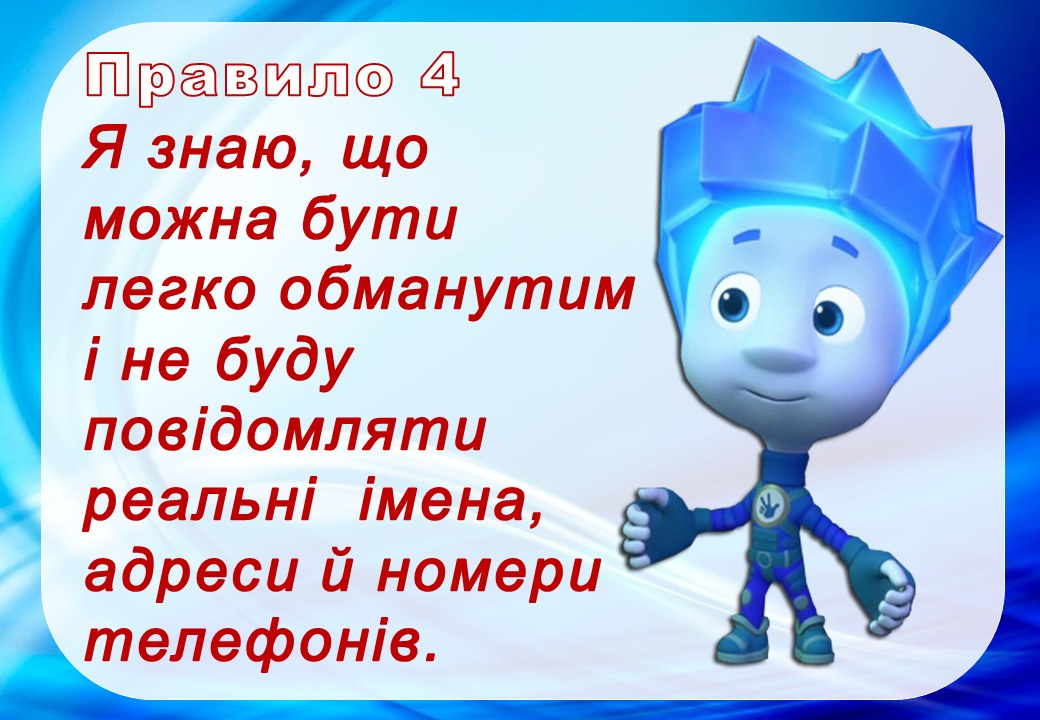 Правило 4
Я знаю, що
можна бути
легко обманутим
і не буду
повідомляти
реальні імена,
адреси й номери
телефонів.